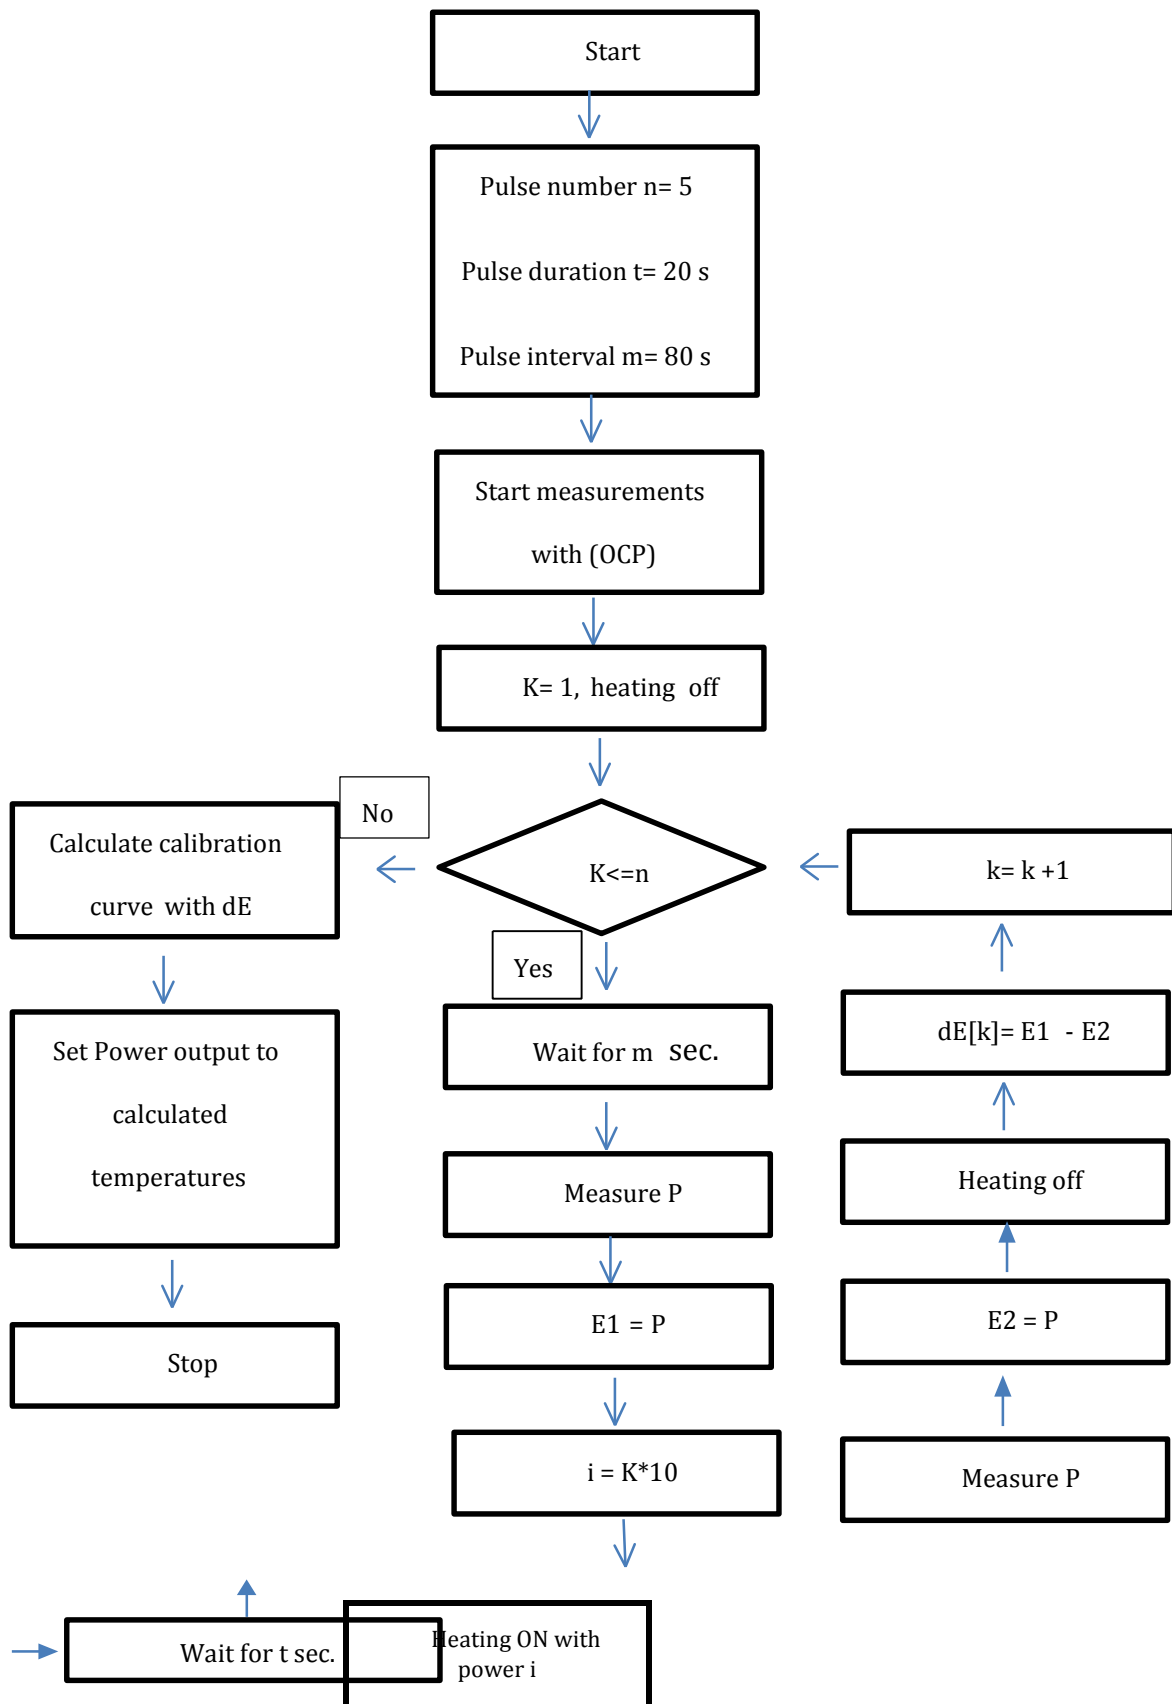 Start
Pulse number n= 5
Pulse duration t= 20 s
Pulse interval m= 80 s
Start measurements
with (OCP)
K= 1, heating off
No
Calculate calibration
curve with dE
K<=n
k= k +1
Yes
Set Power output to
calculated
temperatures
Wait for m sec.
dE[k]= E1 - E2
Measure P
Heating off
E1 = P
E2 = P
Stop
i = K*10
Measure P
Wait for t sec.
Heating ON with
power i